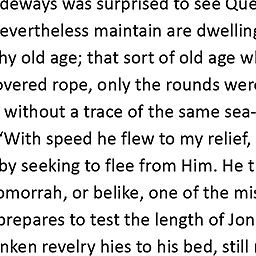 deways was surprised to see Que
evertheless maintain are dwelling
hy old age; that sort of old age w
overed rope, only the rounds were
without a trace of the same sea-
“With speed he flew to my relief,
by seeking to flee from Him. He t
omorrah, or belike, one of the mis
prepares to test the length of Jon
nken revelry hies to his bed, still r